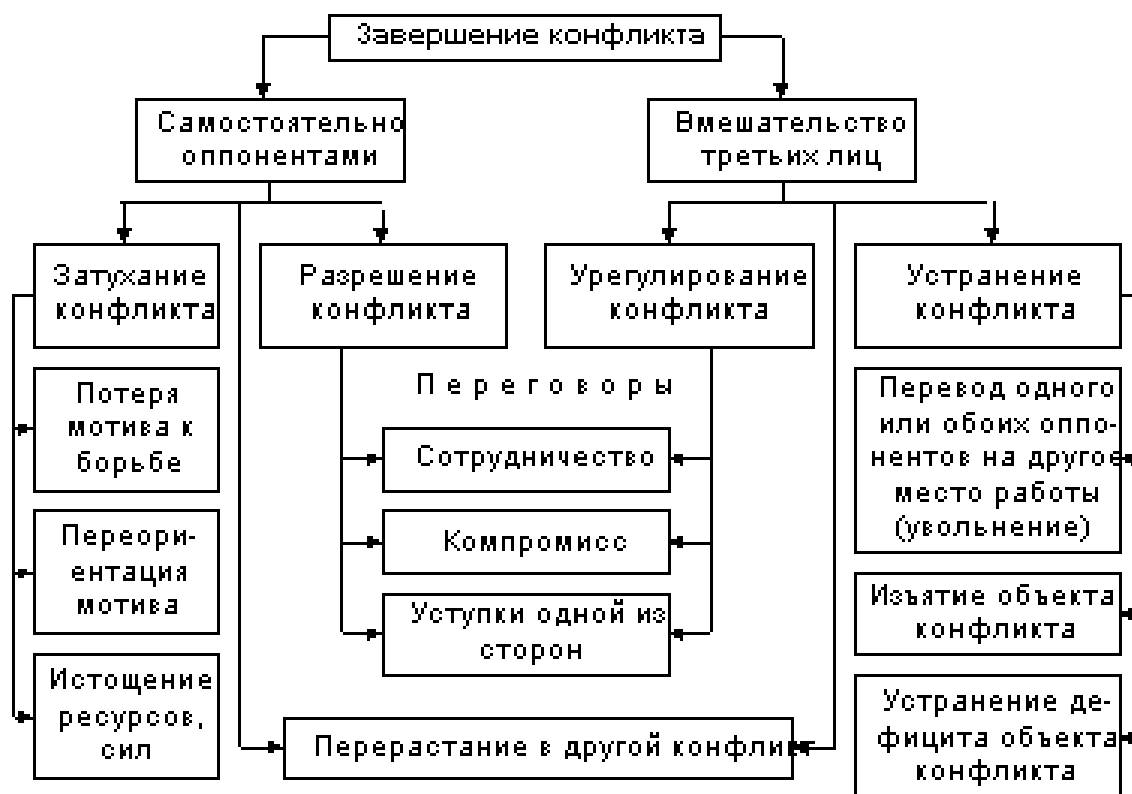 Завершение конфликта
Самостоятельно
оппонентами
Вмешательство
третьих лиц
Затухание
конфликта
Разрешение
конфликта
Урегулирование
конфликта
Устранение
конфликта
Переговоры
Потеря
мотива к
борьбе
Переори-
ентация
мотива
Истощение
ресурсов,
сил
Сотрудничество
Компромисс
Уступки одной из
сторон
Перерастание в другой конфликт
Перевод одного
или обоих оппо-
нентов на другое
место работы
(увольнение)
Изъятие объекта
конфликта
Устранение де-
фицита объекта
конфликта